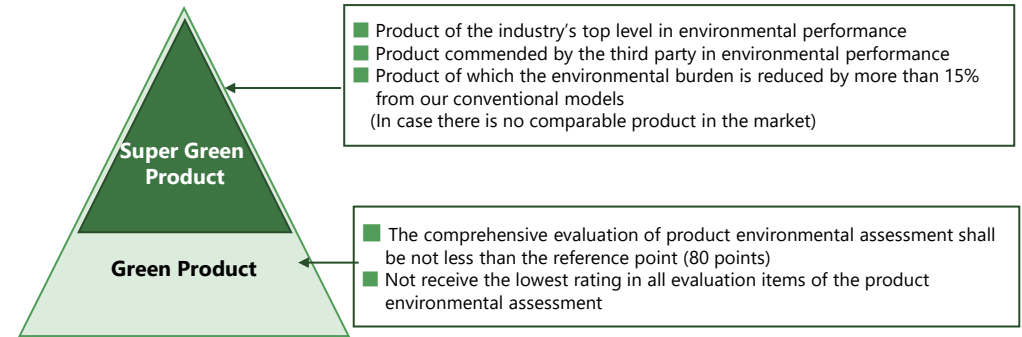 ■ Product of the industry's top level in environmental performance
■ Product commended by the third party in environmental performance
■ Product of which the environmental burden is reduced by more than 15%
from our conventional models
(In case there is no comparable product in the market)
Super Green
Product
■ The comprehensive evaluation of product environmental assessment shall
be not less than the reference point (80 points)
■ Not receive the lowest rating in all evaluation items of the product
environmental assessment
Green Product